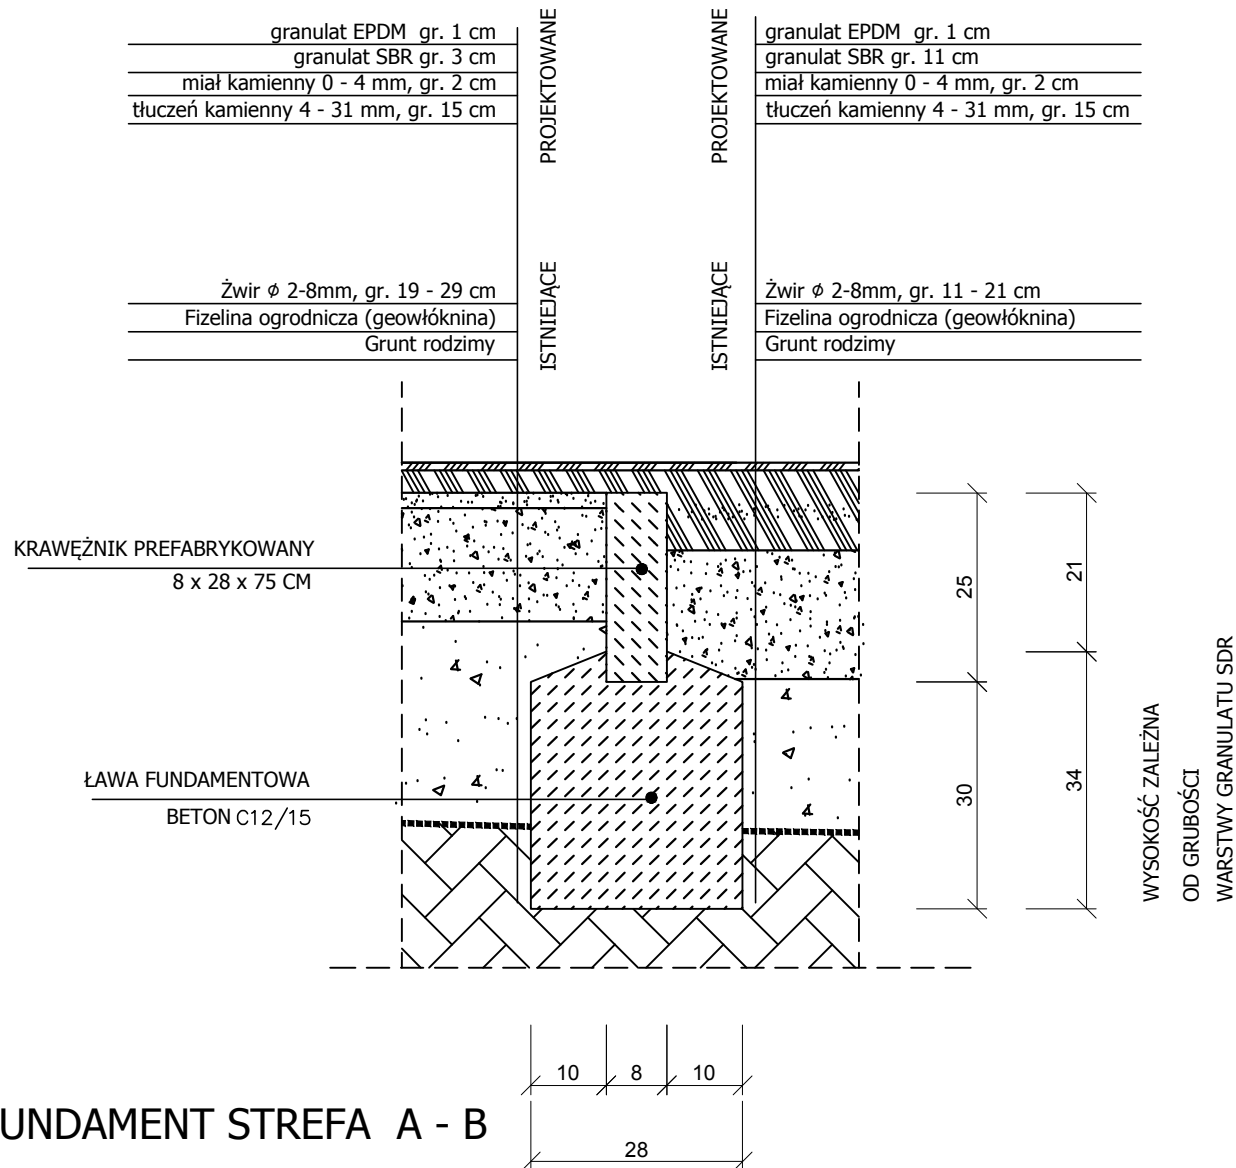 granulat EPDM gr. 1 cm
granulat SBR gr. 3 cm
miał kamienny 0 - 4 mm, gr. 2 cm
tłuczeń kamienny 4 - 31 mm, gr. 15 cm
PROJEKTOWANE
PROJEKTOWANE
granulat EPDM gr. 1 cm
granulat SBR gr. 11 cm
miał kamienny 0 - 4 mm, gr. 2 cm
tłuczeń kamienny 4 - 31 mm, gr. 15 cm
Żwir ϕ 2-8mm, gr. 19 - 29 cm
Fizelina ogrodnicza (geowłóknina)
Grunt rodzimy
ISTNIEJĄCE
ISTNIEJĄCE
Żwir ϕ 2-8mm, gr. 11 - 21 cm
Fizelina ogrodnicza (geowłóknina)
Grunt rodzimy
KRAWĘŻNIK PREFABRYKOWANY
8 x 28 x 75 CM
ŁAWA FUNDAMENTOWA
BETON C12/15
25
30
21
34
WYSOKOŚĆ ZALEŻNA
OD GRUBOŚCI
WARSTWY GRANULATU SDR
10
8
10
28
UNDAMENT STREFA A - B